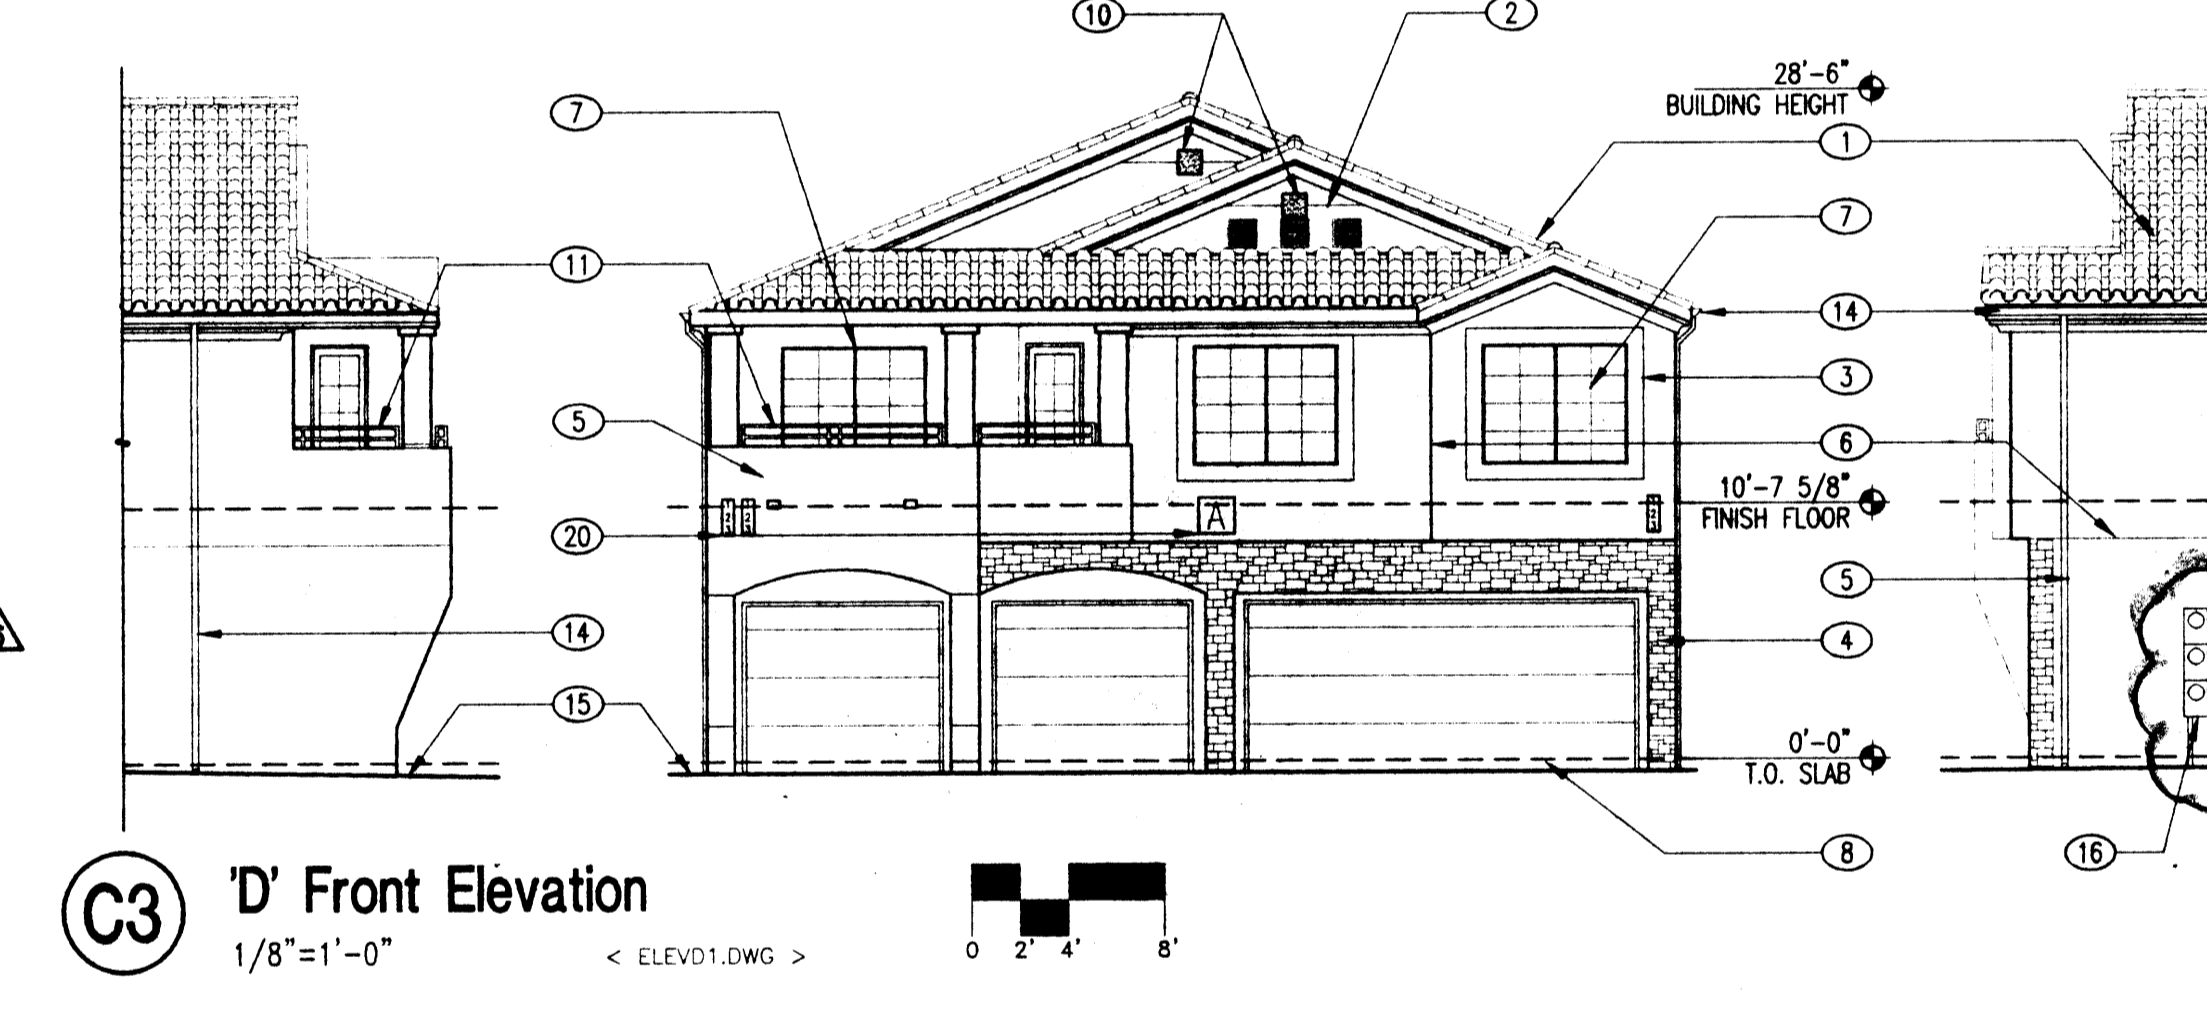 10
2
28'-6"
BUILDING HEIGHT
7
1
7
11
14
3
5
6
10'-7 5/8"
FINISH FLOOR
A
20
5
14
4
15
0'-0"
T.O. SLAB
8
16
C3
'D' Front Elevation
1/8"=1'-0"
< ELEVD1.DWG >
0 2' 4' 8'